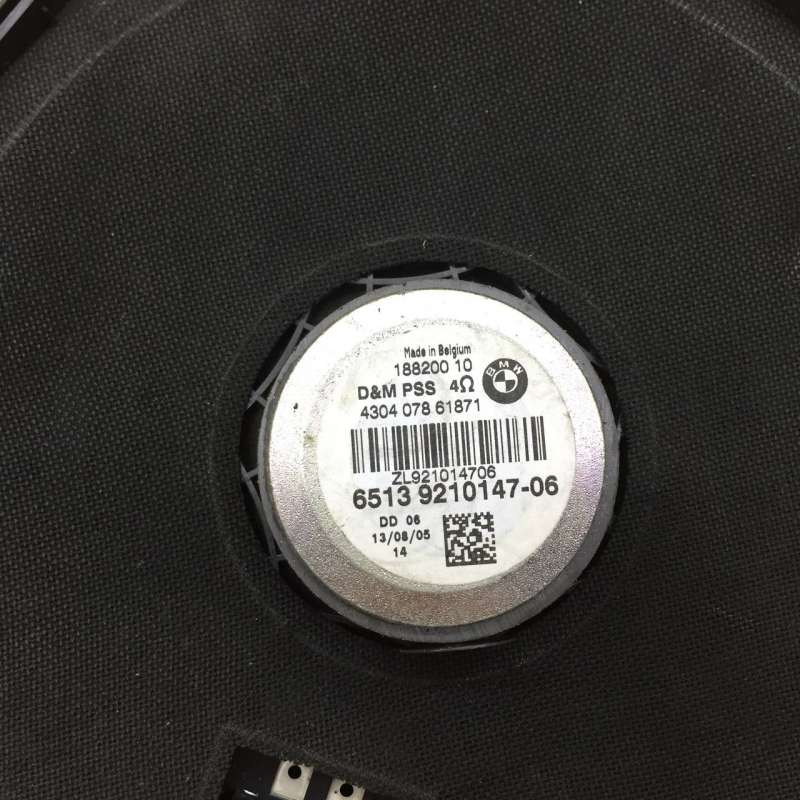 Made in Belgium
188200 10
BMW
D&M PSS 4Ω
4304 078 61871
ZL921014706
6513 9210147-06
DD 06
13/08/05
14